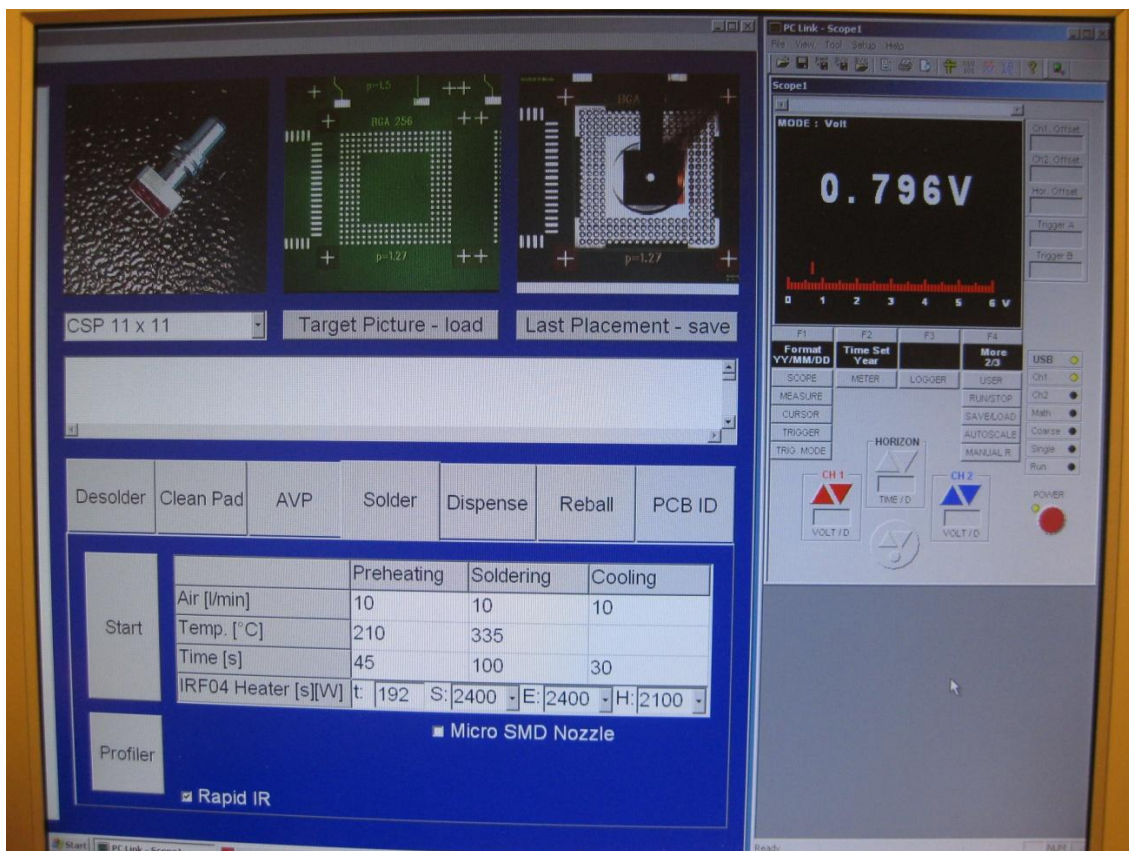 p=1.5
BGA 256
p=1.27
BGA
p=1.27
CSP 11 x 11
Target Picture - load
Last Placement - save
Desolder Clean Pad AVP Solder Dispense Reball PCB ID
Start
Profiler
Preheating Soldering Cooling
Air [l/min] 10 10 10
Temp. [°C] 210 335
Time [s] 45 100 30
IRF04 Heater [s][W] t: 192 S: 2400 E: 2400 H: 2100
Micro SMD Nozzle
Rapid IR
Start PC Link - Scope1
PC Link - Scope1
File View Tool Setup Help
Scope1
MODE : Volt
0.796V
0 1 2 3 4 5 6 V
F1 F2 F3 F4
Format Time Set More
YY/MM/DD Year 2/3
SCOPE METER LOGGER USER
MEASURE RUN/STOP
CURSOR SAVE/LOAD
TRIGGER AUTOSCALE
TRIG. MODE MANUAL R.
HORIZON
TIME / D
CH 1
VOLT / D
CH 2
VOLT / D
Ch1. Offset
Ch2. Offset
Hor. Offset
Trigger A
Trigger B
USB
Ch1
Ch2
Math
Coarse
Single
Run
POWER
Ready
NUM